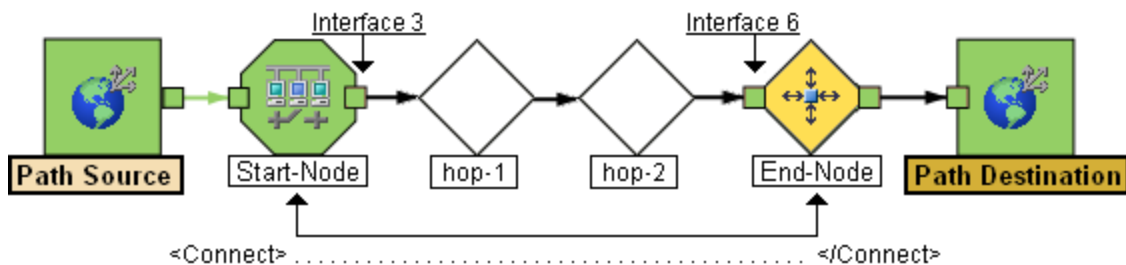 Interface 3
Interface 6
Path Source
Start-Node
hop-1
hop-2
End-Node
Path Destination
<Connect> . . . . . . . . . . . . . . . . . . . . . . . . . . . . . . . . . . . . . . . . . . . </Connect>